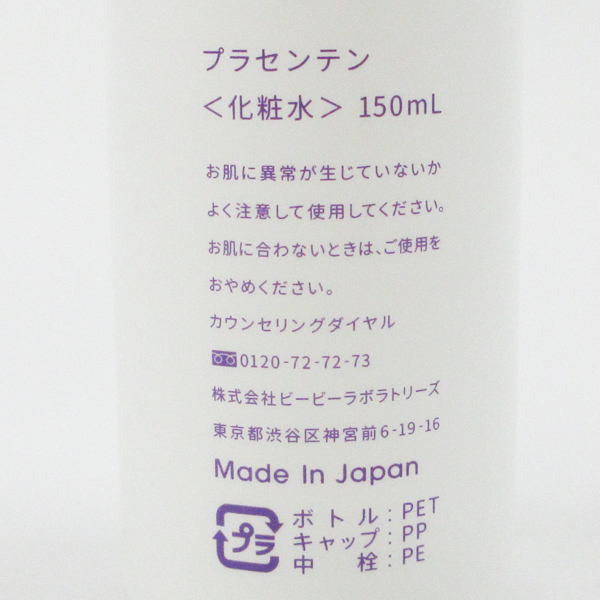 プラセンテン
＜化粧水＞ 150mL
お肌に異常が生じていないか
よく注意して使用してください。
お肌に合わないときは、ご使用を
おやめください。
カウンセリングダイヤル
0120-72-72-73
株式会社ビービーラボラトリーズ
東京都渋谷区神宮前6-19-16
Made In Japan
プラ
ボトル：PET
キャップ：PP
中栓：PE